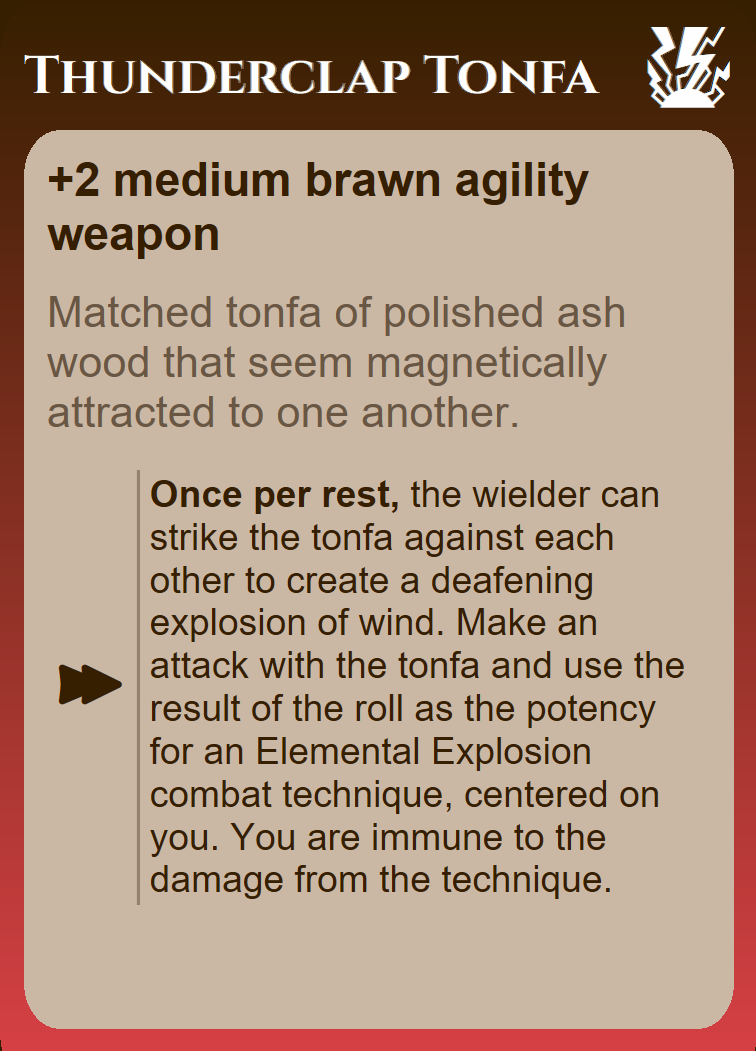 Thunderclap Tonfa
+2 medium brawn agility
weapon
Matched tonfa of polished ash
wood that seem magnetically
attracted to one another.
Once per rest, the wielder can
strike the tonfa against each
other to create a deafening
explosion of wind. Make an
attack with the tonfa and use the
result of the roll as the potency
for an Elemental Explosion
combat technique, centered on
you. You are immune to the
damage from the technique.